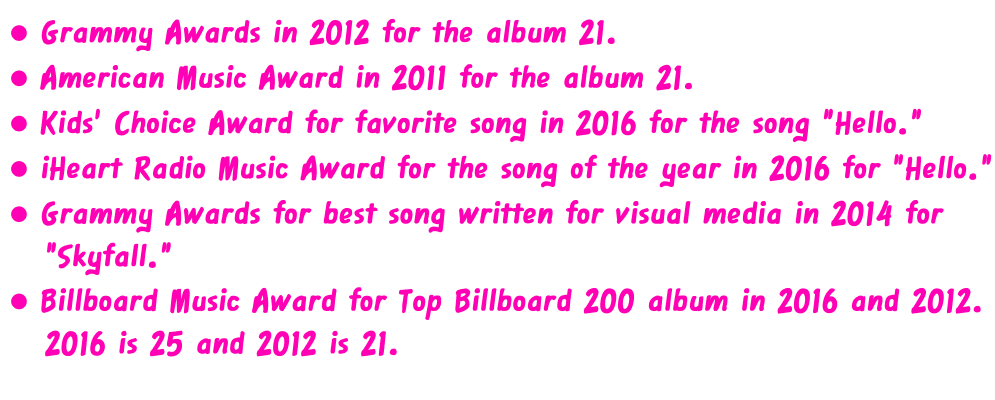 • Grammy Awards in 2012 for the album 21.
• American Music Award in 2011 for the album 21.
• Kids' Choice Award for favorite song in 2016 for the song "Hello."
• iHeart Radio Music Award for the song of the year in 2016 for "Hello."
• Grammy Awards for best song written for visual media in 2014 for
"Skyfall."
• Billboard Music Award for Top Billboard 200 album in 2016 and 2012.
2016 is 25 and 2012 is 21.